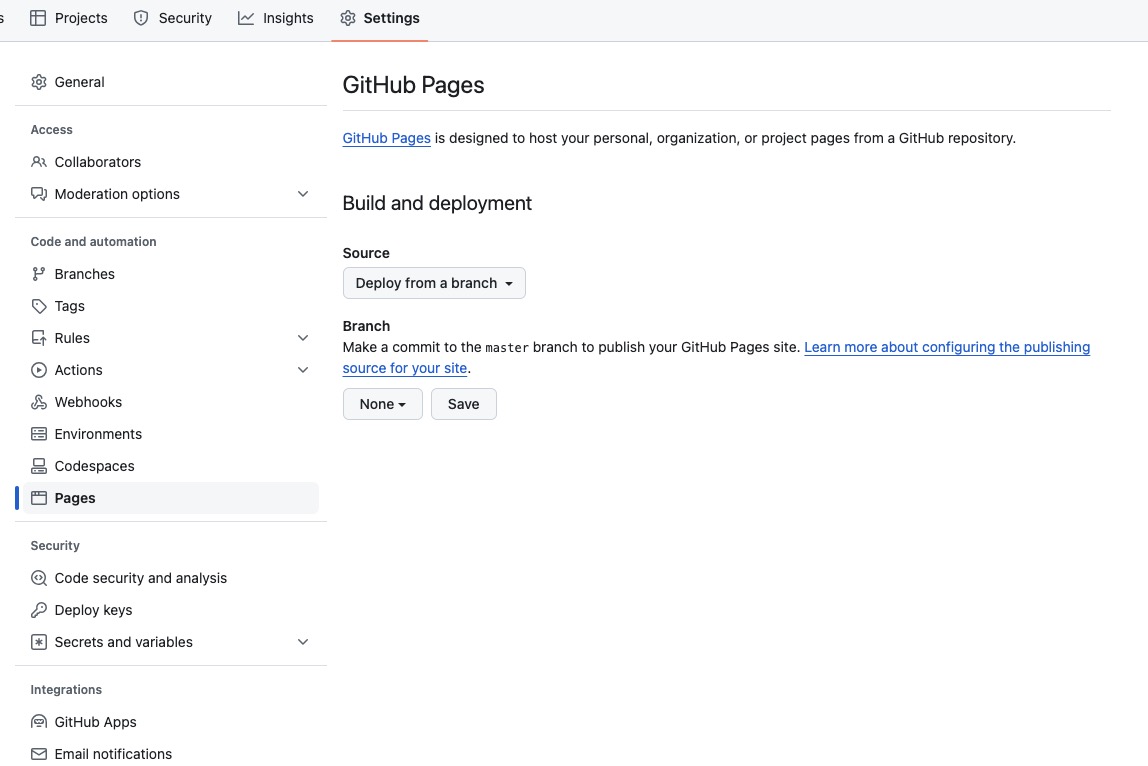 s
Projects
Security
Insights
Settings
General
Access
Collaborators
Moderation options
Code and automation
Branches
Tags
Rules
Actions
Webhooks
Environments
Codespaces
Pages
Security
Code security and analysis
Deploy keys
Secrets and variables
Integrations
GitHub Apps
Email notifications
GitHub Pages
GitHub Pages is designed to host your personal, organization, or project pages from a GitHub repository.
Build and deployment
Source
Deploy from a branch
Branch
Make a commit to the master branch to publish your GitHub Pages site. Learn more about configuring the publishing
source for your site.
None
Save